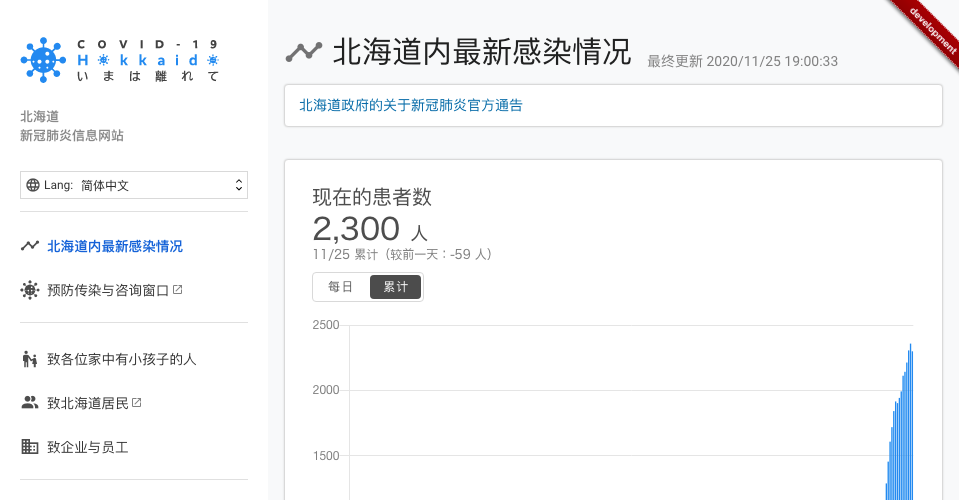 COVID-19
Hokkaido
いまは離れて
北海道
新冠肺炎信息网站
Lang: 简体中文
北海道内最新感染情况
预防传染与咨询窗口
致各位家中有小孩子的人
致北海道居民
致企业与员工
development
北海道内最新感染情况
最终更新 2020/11/25 19:00:33
北海道政府的关于新冠肺炎官方通告
现在的患者数
2,300 人
11/25 累计（较前一天：-59 人）
每日 累计
2500
2000
1500